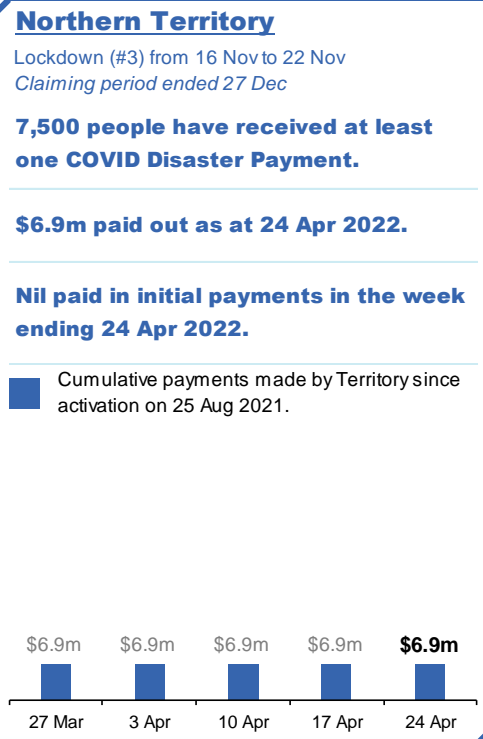 Northern Territory
Lockdown (#3) from 16 Nov to 22 Nov
Claiming period ended 27 Dec
7,500 people have received at least
one COVID Disaster Payment.
$6.9m paid out as at 24 Apr 2022.
Nil paid in initial payments in the week
ending 24 Apr 2022.
Cumulative payments made by Territory since
activation on 25 Aug 2021.
$6.9m $6.9m $6.9m $6.9m $6.9m
27 Mar 3 Apr 10 Apr 17 Apr 24 Apr